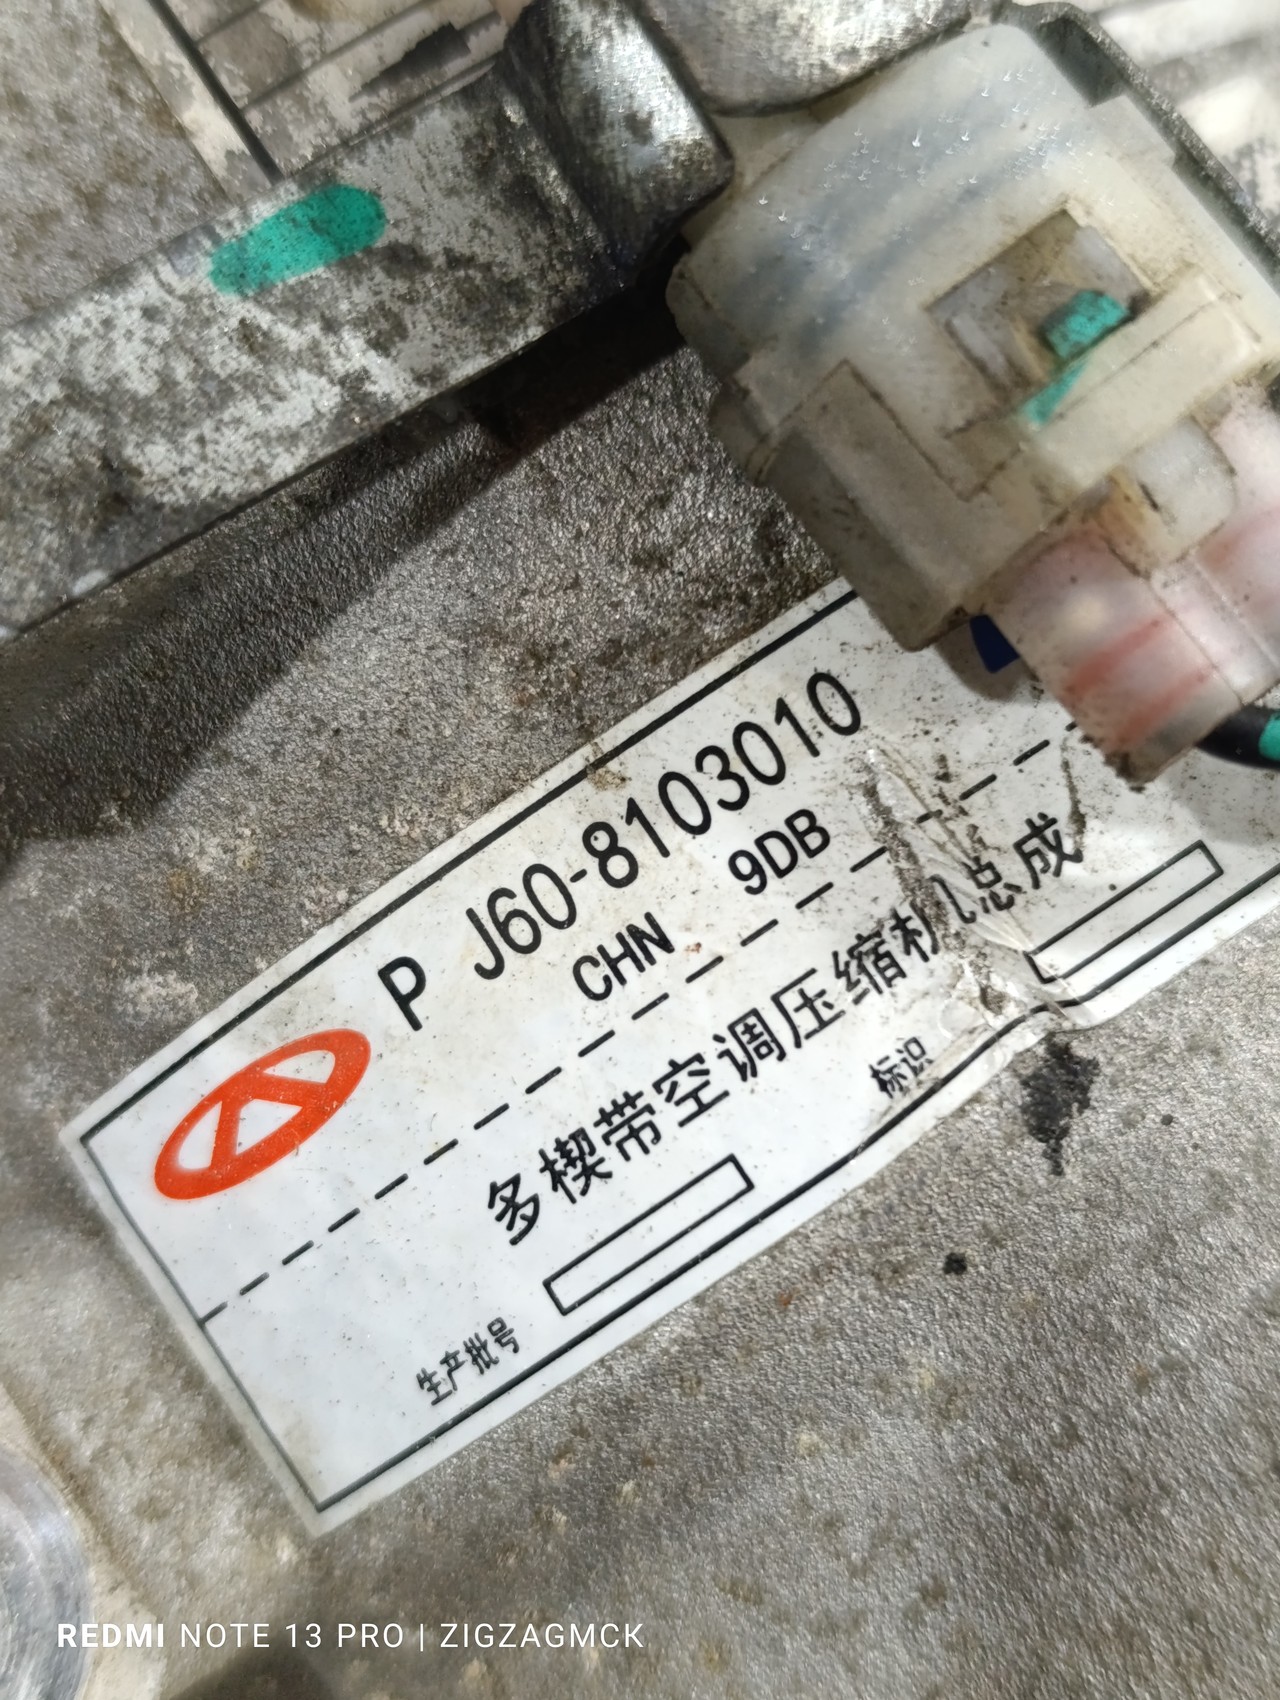 P J60-8103010
CHN 9DB
多楔带空调压缩机总成
生产批号
标识
REDMI NOTE 13 PRO | ZIGZAGMCK